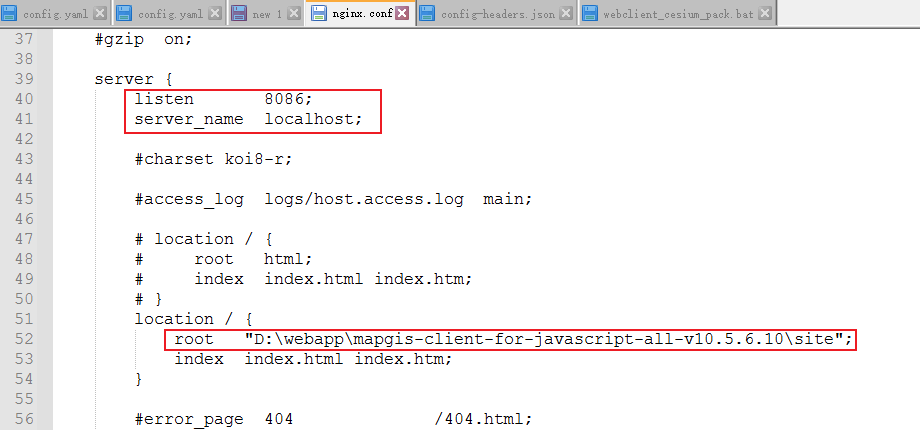 config.yaml config.yaml new 1 nginx.conf config-headers.json webclient_cesium_pack.bat
37 #gzip  on;
38
39 server {
40 listen       8086;
41 server_name  localhost;
42
43 #charset koi8-r;
44
45 #access_log  logs/host.access.log  main;
46
47 # location / {
48 #     root   html;
49 #     index  index.html index.htm;
50 # }
51 location / {
52 root   "D:\webapp\mapgis-client-for-javascript-all-v10.5.6.10\site";
53 index  index.html index.htm;
54 }
55
56 #error_page  404              /404.html;